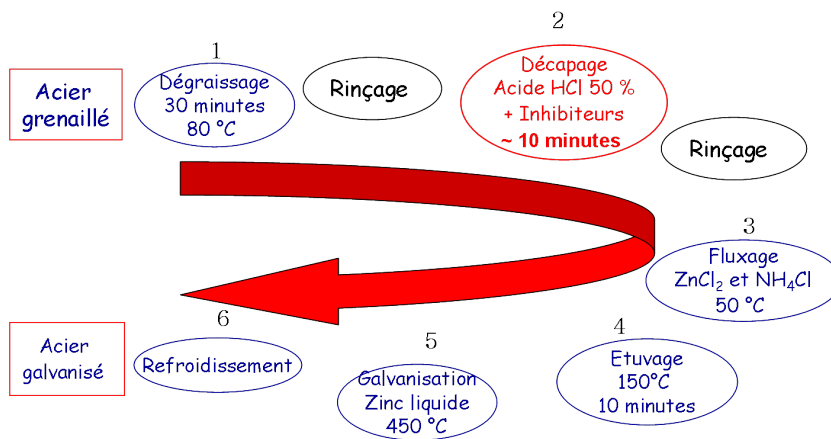 Acier
grenaillé
1
Dégraissage
30 minutes
80 °C
Rinçage
2
Décapage
Acide HCl 50 %
+ Inhibiteurs
~ 10 minutes
Rinçage
3
Fluxage
ZnCl₂ et NH₄Cl
50 °C
4
Etuvage
150°C
10 minutes
5
Galvanisation
Zinc liquide
450 °C
6
Refroidissement
Acier
galvanisé